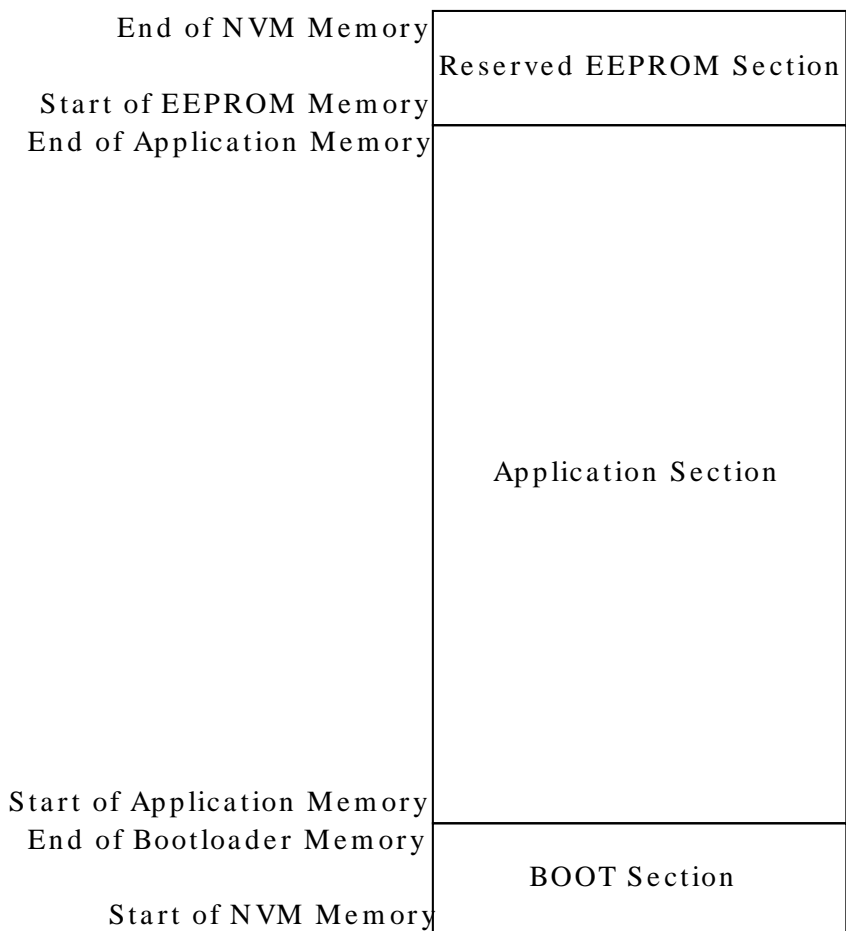 End of NVM Memory
Reserved EEPROM Section
Start of EEPROM Memory
End of Application Memory
Application Section
Start of Application Memory
End of Bootloader Memory
BOOT Section
Start of NVM Memory